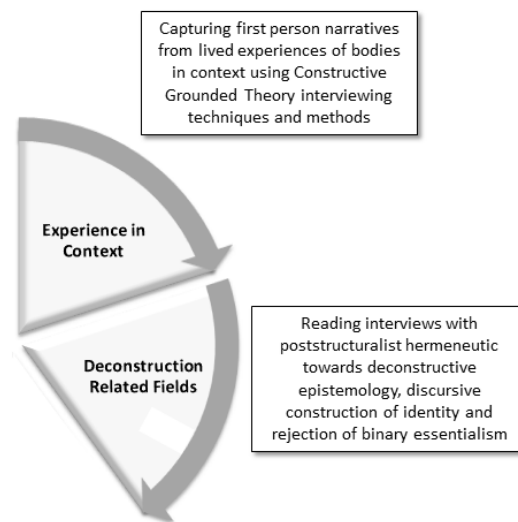 Capturing first person narratives
from lived experiences of bodies
in context using Constructive
Grounded Theory interviewing
techniques and methods
Experience in
Context
Deconstruction
Related Fields
Reading interviews with
poststructuralist hermeneutic
towards deconstructive
epistemology, discursive
construction of identity and
rejection of binary essentialism